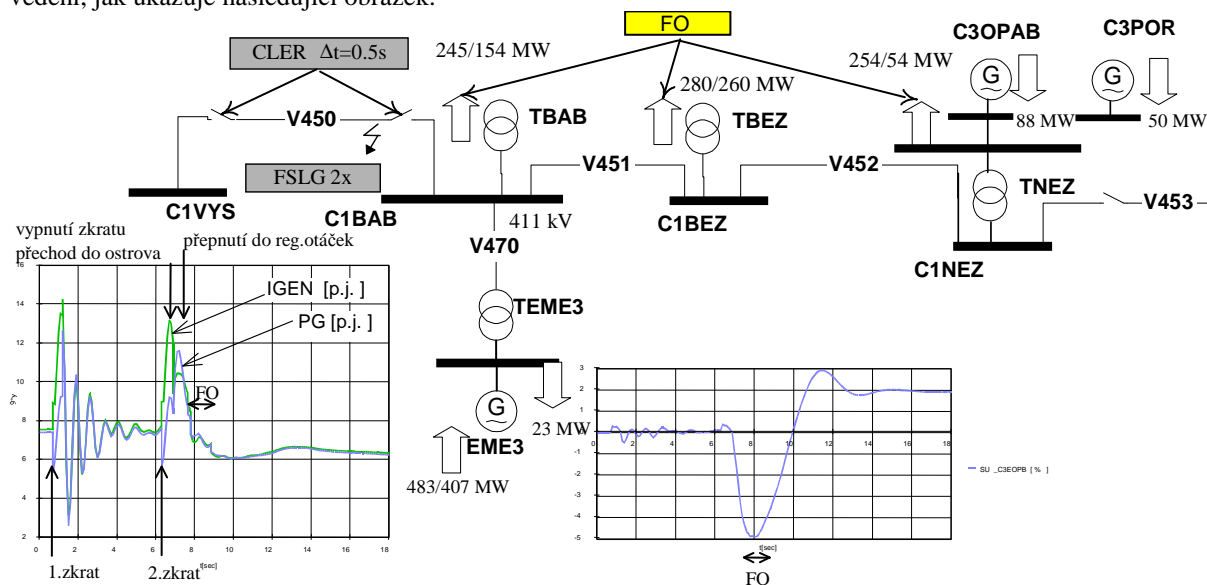 vedení, jak ukazuje následující obrázek:
FO
C3OPAB
C3POR
CLER Δt=0.5s
245/154 MW
254/54 MW
280/260 MW
G
G
V450
TBAB
TBEZ
88 MW
50 MW
FSLG 2x
V451
V452
TNEZ
V453
C1VYS
C1BAB
411 kV
C1BEZ
C1NEZ
vypnutí zkratu
přechod do ostrova
přepnutí do reg.otáček
V470
IGEN [p.j. ]
PG [p.j. ]
TEME3
FO
G
EME3
23 MW
483/407 MW
16
14
12
10
8
6
4
2
0 2 4 6 8 10 12 14 16 18
t[sec]
1.zkrat
2.zkrat
3
2
1
0
-1
-2
-3
-4
-5
0 2 4 6 8 10 12 14 16 18
t[sec]
SU _C3EOPB [ % ]
FO